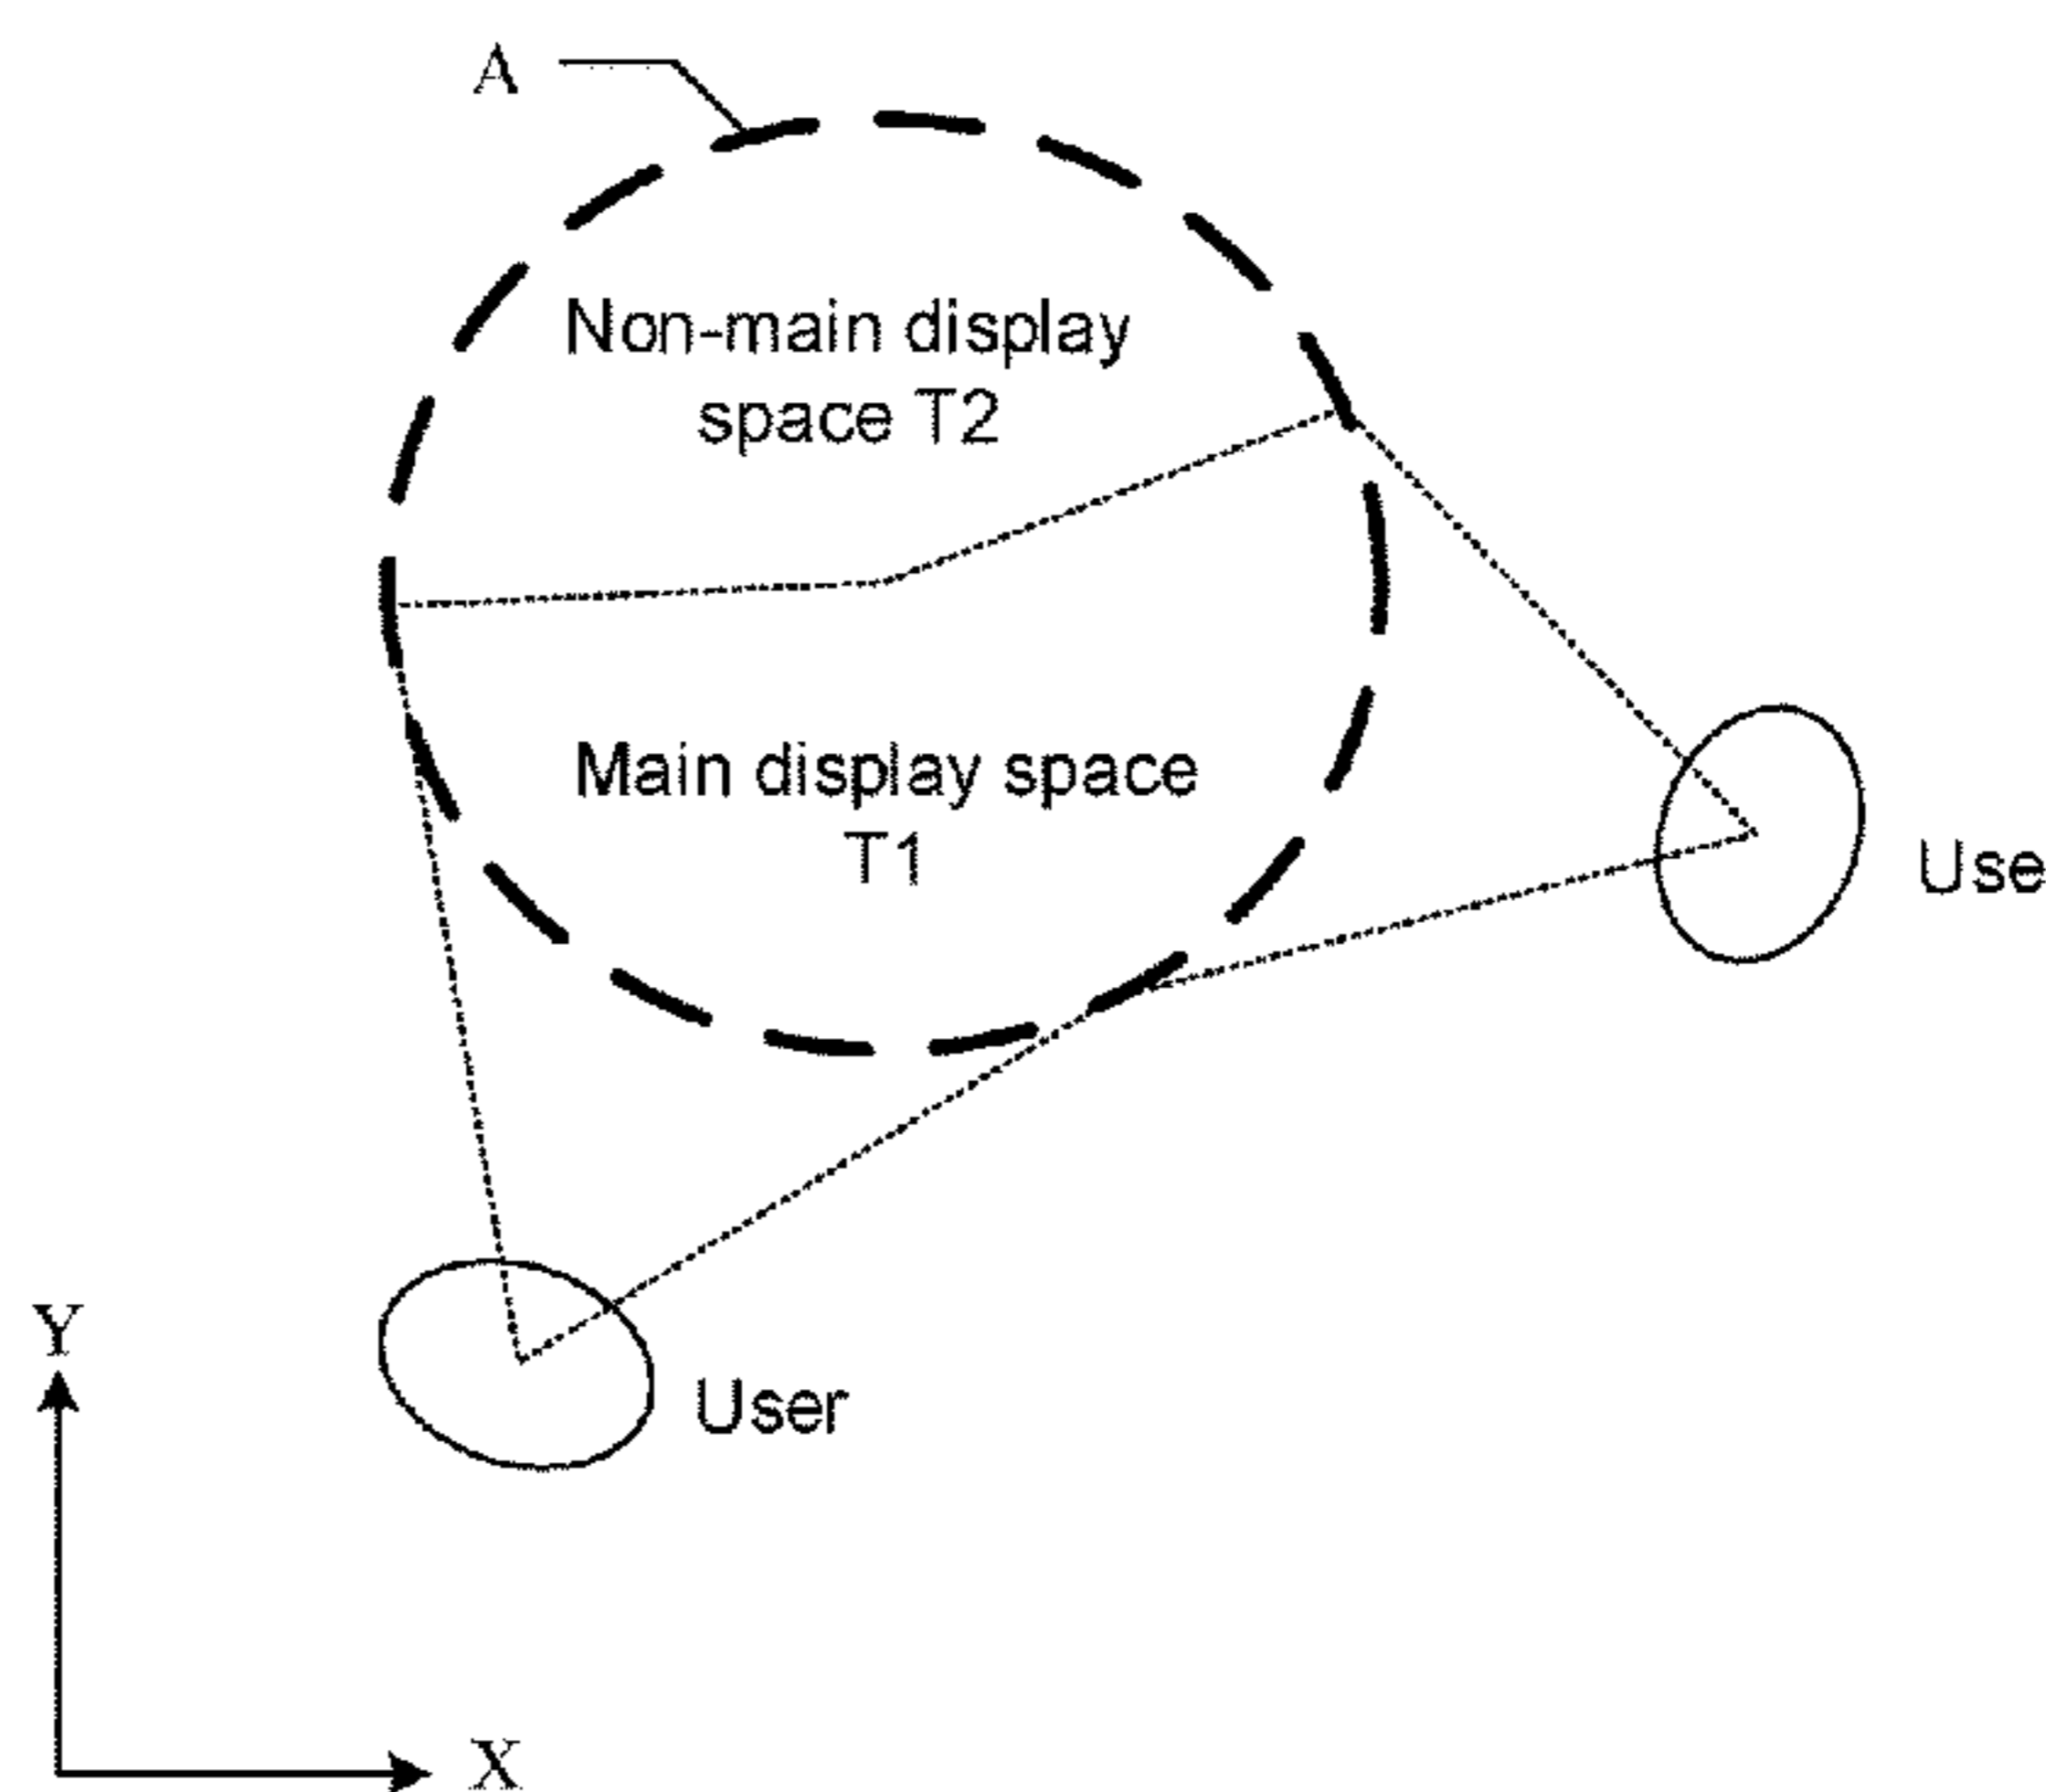 A
Non-main display
space T2
Main display space
T1
Use
User
Y
X